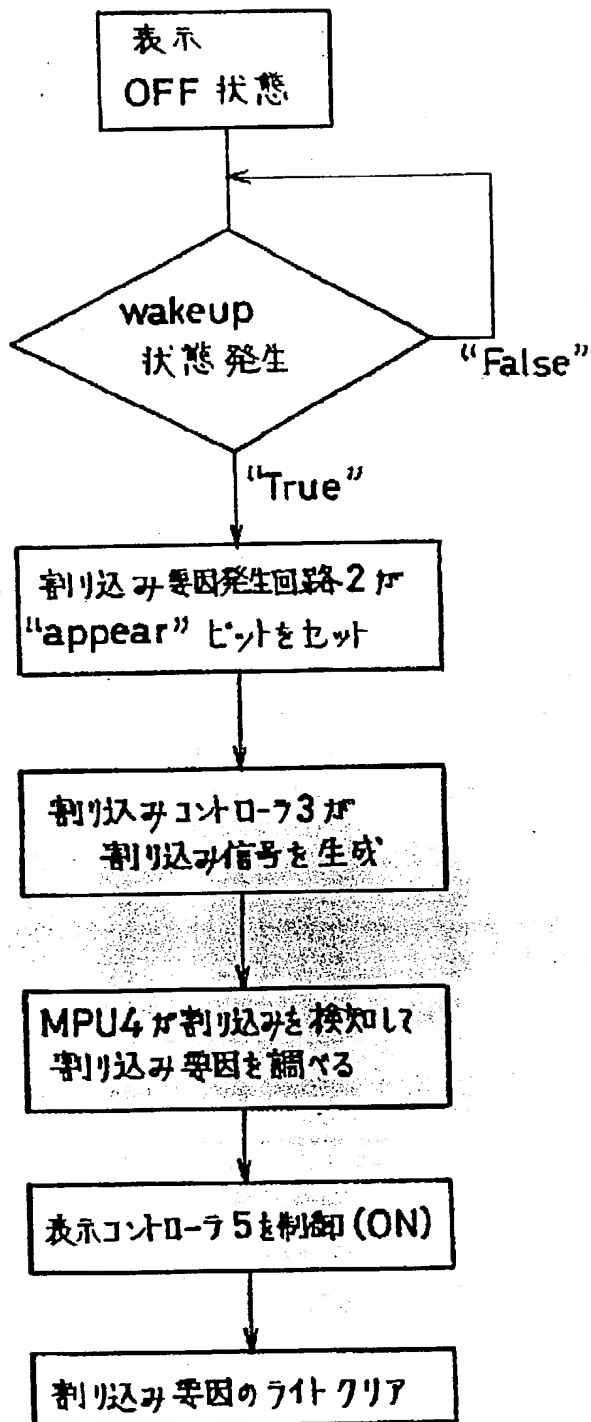 表示
OFF 状態
wakeup
状態発生
“False”
“True”
割り込み要因発生回路2が
“appear” ビットをセット
割り込みコントローラ3が
割り込み信号を生成
MPU4が割り込みを検知して
割り込み要因を調べる
表示コントローラ5を制御(ON)
割り込み要因のライトクリア